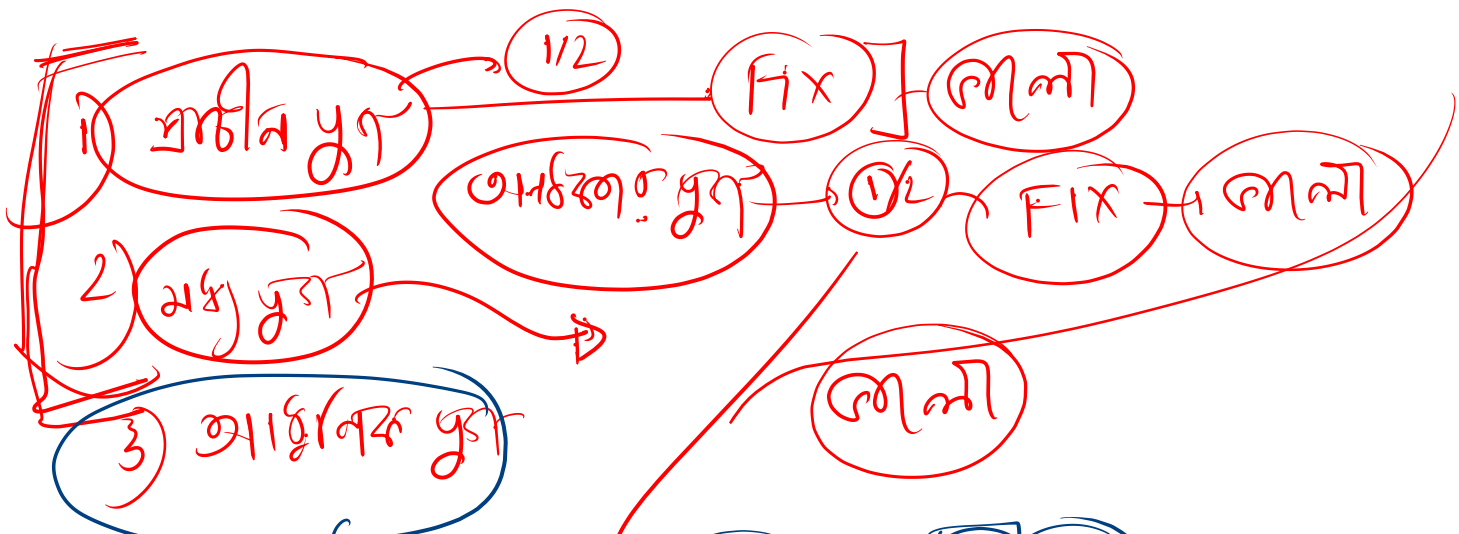 1/2
1) প্রাচীন যুগ FIX কালো
অন্ধকার যুগ 1/2 FIX কালো
2) মধ্য যুগ
কালো
3) আধুনিক যুগ